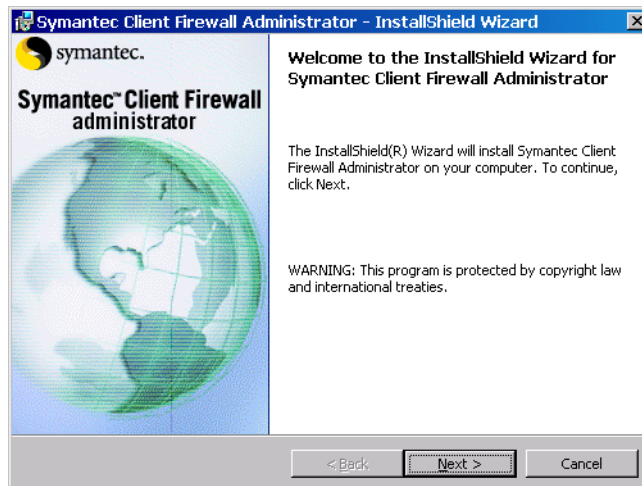 Symantec Client Firewall Administrator - InstallShield Wizard
symantec.
Symantec™ Client Firewall
administrator
Welcome to the InstallShield Wizard for
Symantec Client Firewall Administrator
The InstallShield(R) Wizard will install Symantec Client
Firewall Administrator on your computer. To continue,
click Next.
WARNING: This program is protected by copyright law
and international treaties.
< Back
Next >
Cancel